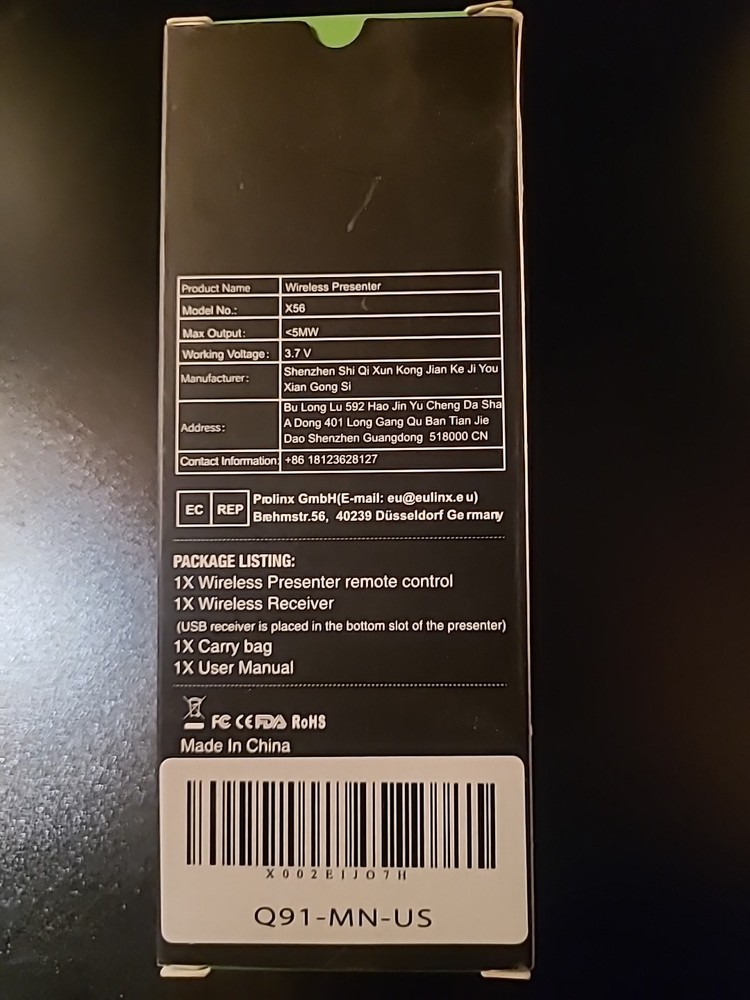 Product Name Wireless Presenter
Model No.: X56
Max Output: <5MW
Working Voltage: 3.7 V
Manufacturer: Shenzhen Shi Qi Xun Kong Jian Ke Ji You
Xian Gong Si
Address: Bu Long Lu 592 Hao Jin Yu Cheng Da Sha
A Dong 401 Long Gang Qu Ban Tian Jie
Dao Shenzhen Guangdong 518000 CN
Contact Information: +86 18123628127
EC REP Prolinx GmbH(E-mail: eu@eulinx.eu)
Brehmstr.56, 40239 Düsseldorf Germany
PACKAGE LISTING:
1X Wireless Presenter remote control
1X Wireless Receiver
(USB receiver is placed in the bottom slot of the presenter)
1X Carry bag
1X User Manual
FC CE FDA RoHS
Made In China
X002EIJO7H
Q91-MN-US